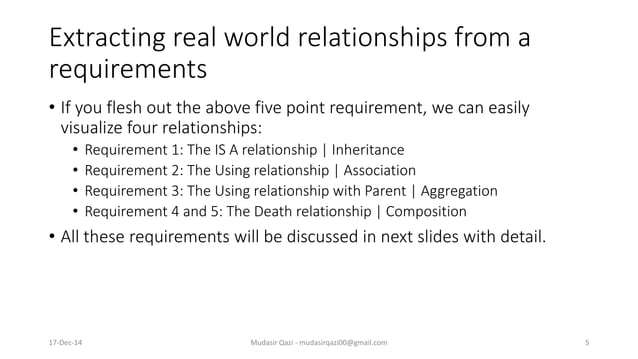 Extracting real world relationships from a
requirements
• If you flesh out the above five point requirement, we can easily
visualize four relationships:
• Requirement 1: The IS A relationship | Inheritance
• Requirement 2: The Using relationship | Association
• Requirement 3: The Using relationship with Parent | Aggregation
• Requirement 4 and 5: The Death relationship | Composition
• All these requirements will be discussed in next slides with detail.
17-Dec-14 Mudasir Qazi - mudasirqazi00@gmail.com 5